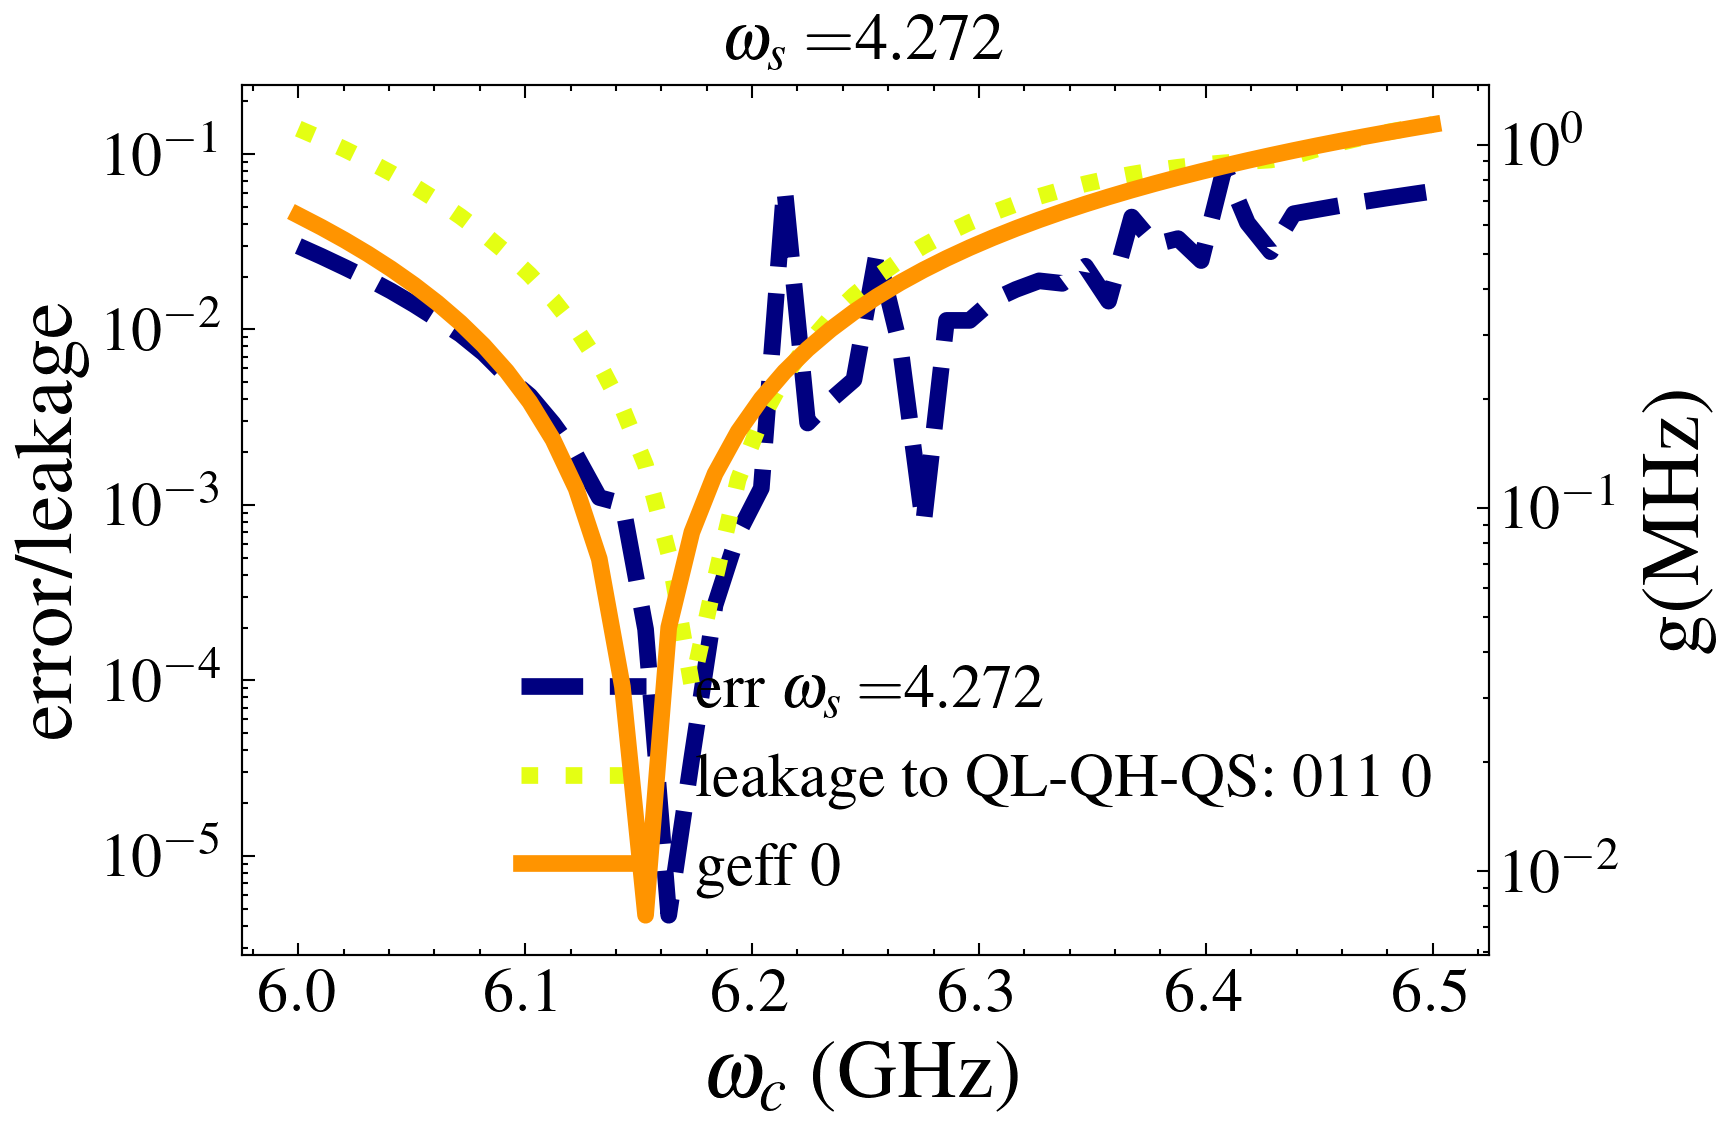 ωₛ =4.272
error/leakage
10⁻¹
10⁻²
10⁻³
10⁻⁴
10⁻⁵
err ωₛ =4.272
leakage to QL-QH-QS: 011 0
geff 0
10⁰
10⁻¹
10⁻²
g(MHz)
6.0 6.1 6.2 6.3 6.4 6.5
ω_c (GHz)